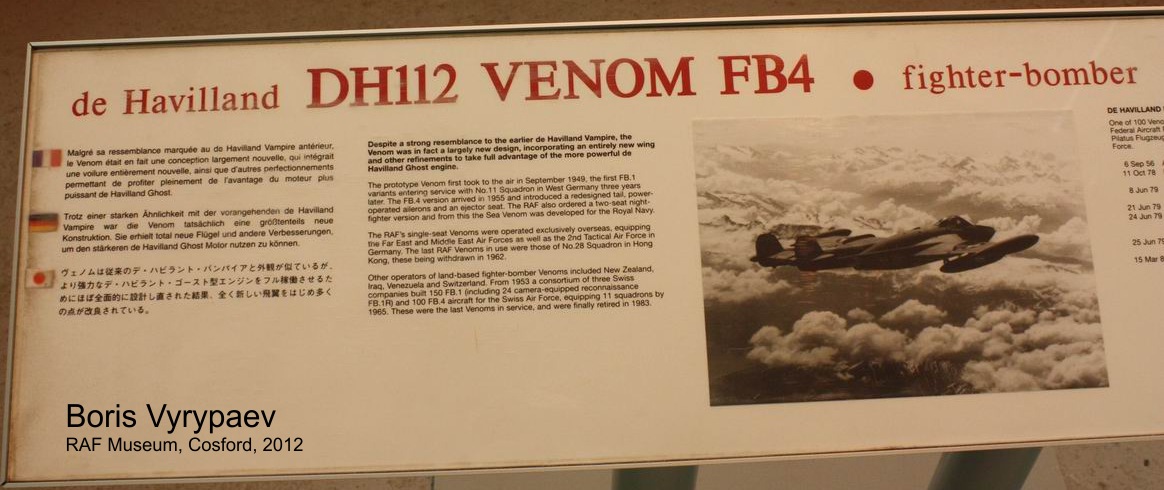 de Havilland DH112 VENOM FB4 • fighter-bomber
Malgré sa ressemblance marquée au de Havilland Vampire antérieur,
le Venom était en fait une conception largement nouvelle, qui intégrait
une voilure entièrement nouvelle, ainsi que d'autres perfectionnements
permettant de profiter pleinement de l'avantage du moteur plus
puissant de Havilland Ghost.
Trotz einer starken Ähnlichkeit mit der vorangehenden de Havilland
Vampire war die Venom tatsächlich eine größtenteils neue
Konstruktion. Sie erhielt total neue Flügel und andere Verbesserungen,
um den stärkeren de Havilland Ghost Motor nutzen zu können.
ヴェノムは従来のデ・ハビラント・バンパイアと外観が似ているが、
より強力なデ・ハビラント・ゴースト型エンジンをフル稼働させるた
めにほぼ全面的に設計し直された結果、全く新しい飛翼をはじめ多く
の点が改良されている。
Despite a strong resemblance to the earlier de Havilland Vampire, the
Venom was in fact a largely new design, incorporating an entirely new wing
and other refinements to take full advantage of the more powerful de
Havilland Ghost engine.
The prototype Venom first took to the air in September 1949, the first FB.1
variants entering service with No.11 Squadron in West Germany three years
later. The FB.4 version arrived in 1955 and introduced a redesigned tail, power-
operated ailerons and an ejector seat. The RAF also ordered a two-seat night-
fighter version and from this the Sea Venom was developed for the Royal Navy.
The RAF's single-seat Venoms were operated exclusively overseas, equipping
the Far East and Middle East Air Forces as well as the 2nd Tactical Air Force in
Germany. The last RAF Venoms in use were those of No.28 Squadron in Hong
Kong, these being withdrawn in 1962.
Other operators of land-based fighter-bomber Venoms included New Zealand,
Iraq, Venezuela and Switzerland. From 1953 a consortium of three Swiss
companies built 150 FB.1 (including 24 camera-equipped reconnaissance
FB.1R) and 100 FB.4 aircraft for the Swiss Air Force, equipping 11 squadrons by
1965. These were the last Venoms in service, and were finally retired in 1983.
DE HAVILLAND
One of 100 Veno
Federal Aircraft
Pilatus Flugzeu
Force.
6 Sep 56
11 Oct 78
8 Jun 79
21 Jun 79
24 Jun 79
25 Jun 79
15 Mar 8
Boris Vyrypaev
RAF Museum, Cosford, 2012